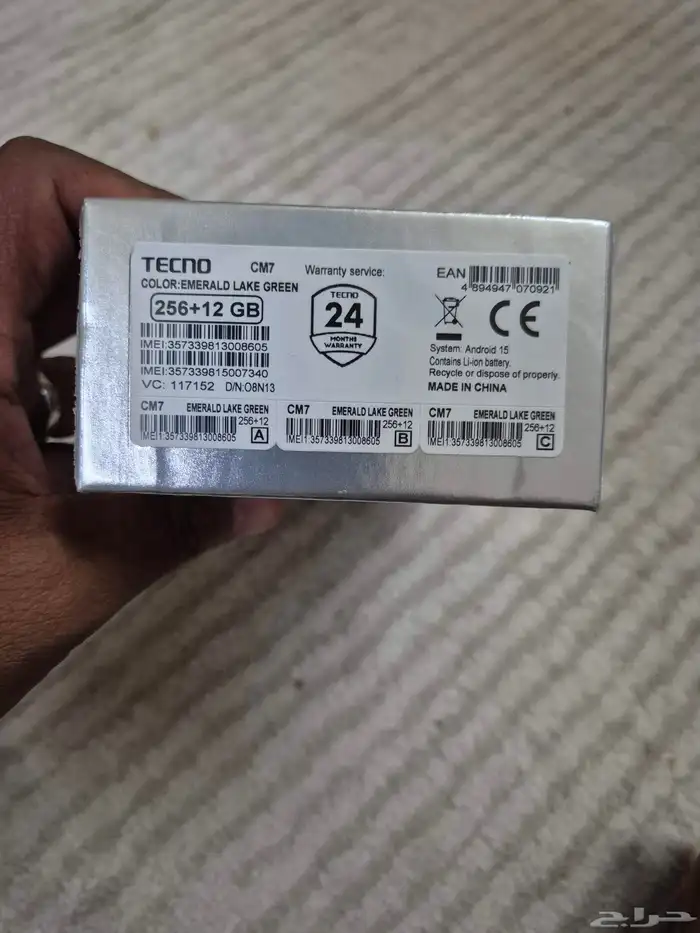 TECNO CM7
COLOR:EMERALD LAKE GREEN
256+12 GB
IMEI:357339813008605
IMEI:357339815007340
VC: 117152 D/N:08N13
Warranty service:
TECNO
24
MONTHS
WARRANTY
EAN
4 894947 070921
CE
System: Android 15
Contains Li-ion battery.
Recycle or dispose of properly.
MADE IN CHINA
CM7 EMERALD LAKE GREEN
256+12
IMEI1:357339813008605 A
CM7 EMERALD LAKE GREEN
256+12
IMEI1:357339813008605 B
CM7 EMERALD LAKE GREEN
256+12
IMEI1:357339813008605 C
حراج